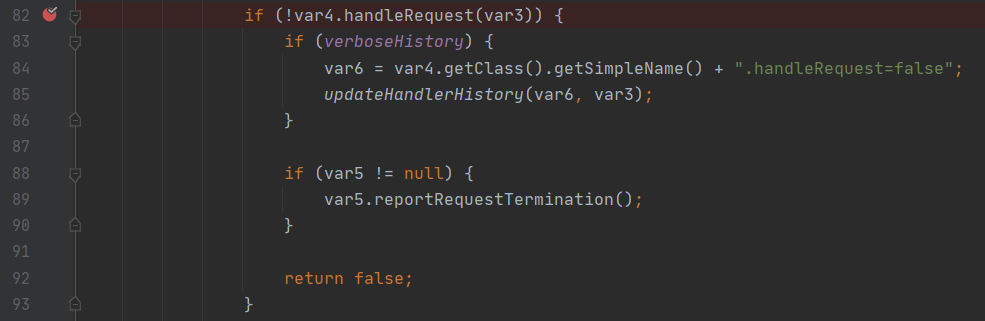 82 if (!var4.handleRequest(var3)) {
83 if (verboseHistory) {
84 var6 = var4.getClass().getSimpleName() + ".handleRequest=false";
85 updateHandlerHistory(var6, var3);
86 }
87
88 if (var5 != null) {
89 var5.reportRequestTermination();
90 }
91
92 return false;
93 }